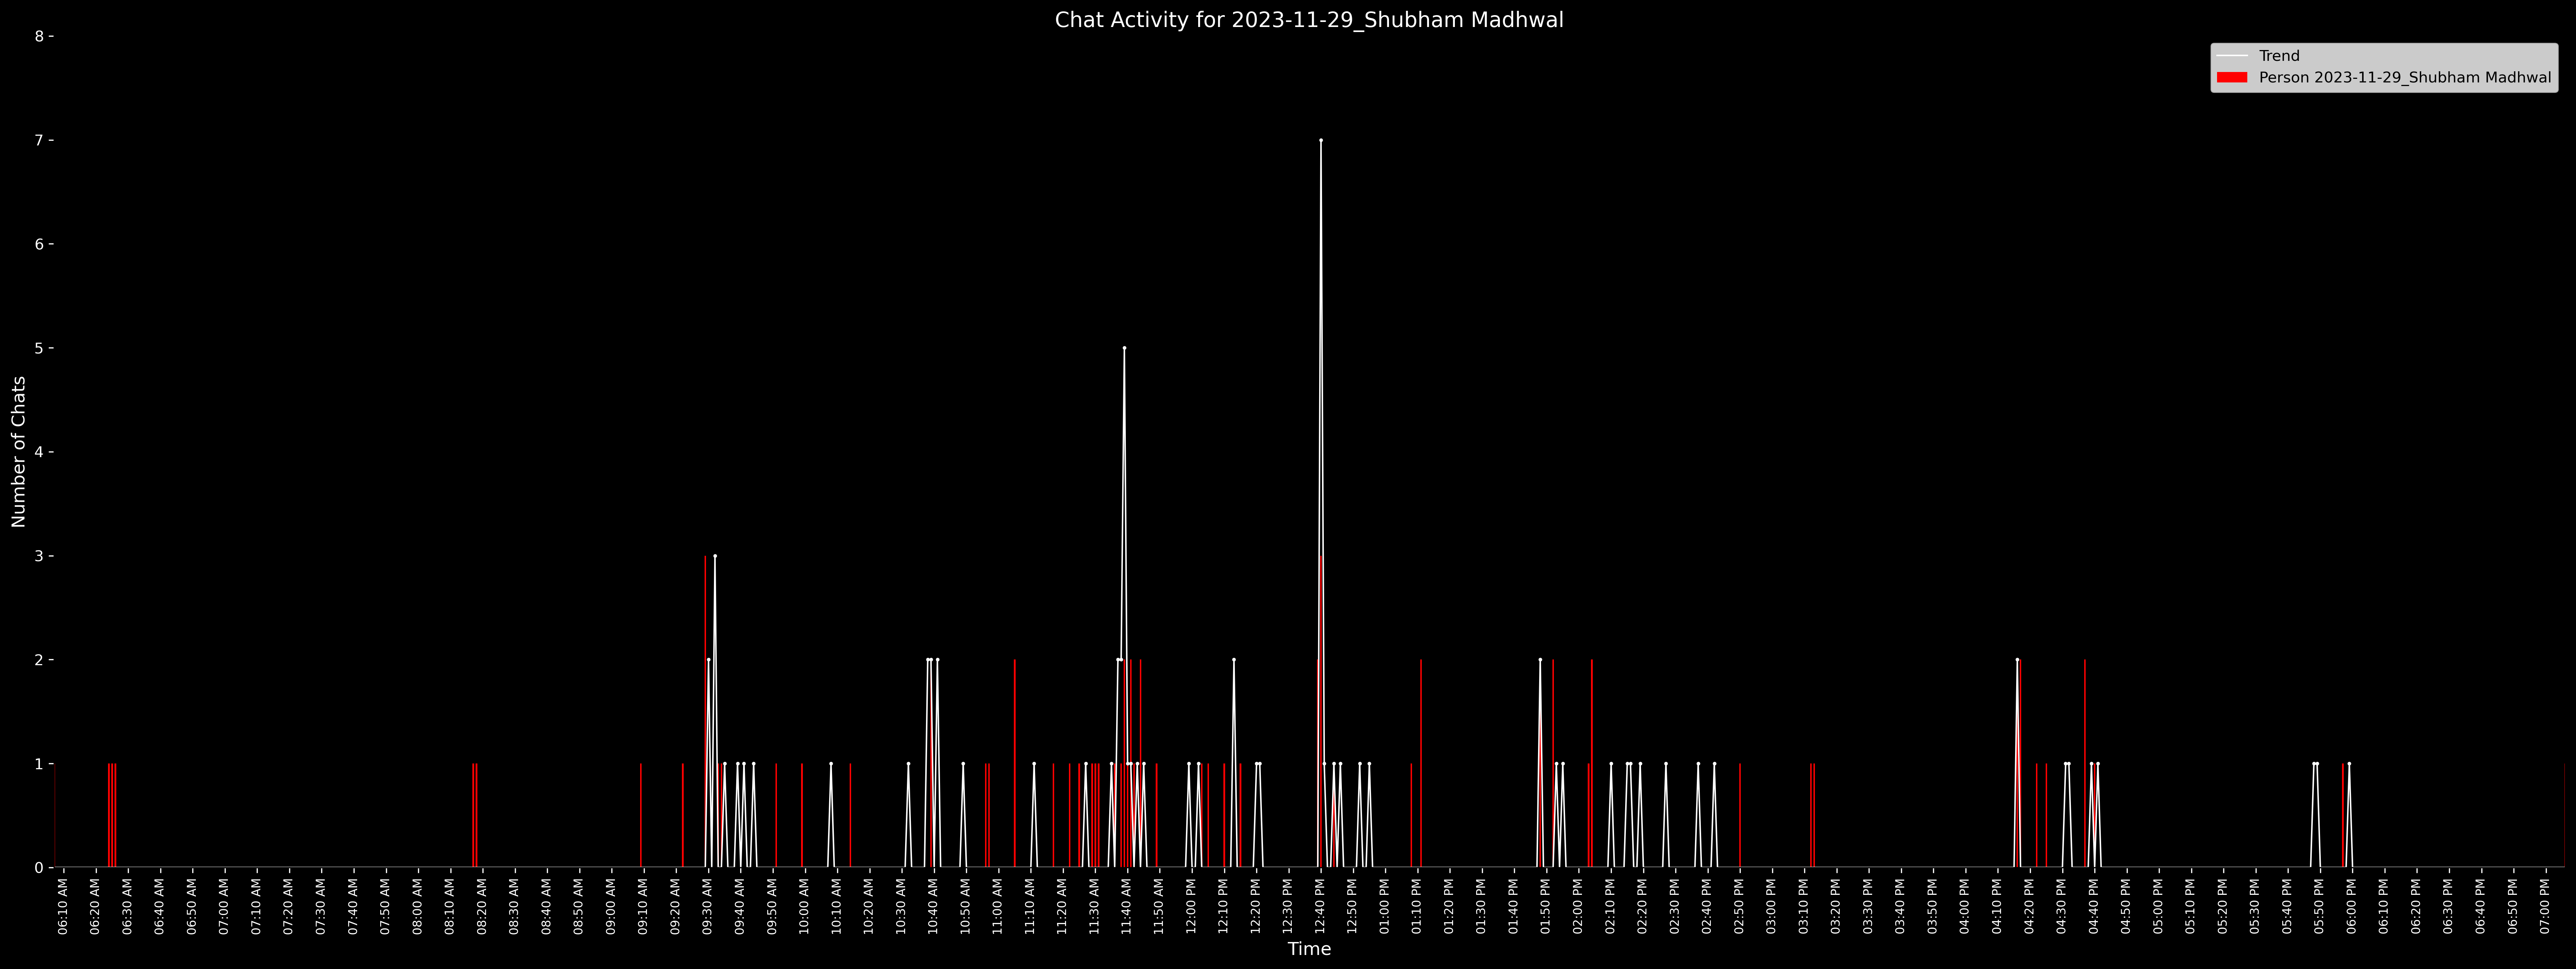 Chat Activity for 2023-11-29_Shubham Madhwal
Trend
Person 2023-11-29_Shubham Madhwal
Number of Chats
8
7
6
5
4
3
2
1
0
06:10 AM
06:20 AM
06:30 AM
06:40 AM
06:50 AM
07:00 AM
07:10 AM
07:20 AM
07:30 AM
07:40 AM
07:50 AM
08:00 AM
08:10 AM
08:20 AM
08:30 AM
08:40 AM
08:50 AM
09:00 AM
09:10 AM
09:20 AM
09:30 AM
09:40 AM
09:50 AM
10:00 AM
10:10 AM
10:20 AM
10:30 AM
10:40 AM
10:50 AM
11:00 AM
11:10 AM
11:20 AM
11:30 AM
11:40 AM
11:50 AM
12:00 PM
12:10 PM
12:20 PM
12:30 PM
12:40 PM
12:50 PM
01:00 PM
01:10 PM
01:20 PM
01:30 PM
01:40 PM
01:50 PM
02:00 PM
02:10 PM
02:20 PM
02:30 PM
02:40 PM
02:50 PM
03:00 PM
03:10 PM
03:20 PM
03:30 PM
03:40 PM
03:50 PM
04:00 PM
04:10 PM
04:20 PM
04:30 PM
04:40 PM
04:50 PM
05:00 PM
05:10 PM
05:20 PM
05:30 PM
05:40 PM
05:50 PM
06:00 PM
06:10 PM
06:20 PM
06:30 PM
06:40 PM
06:50 PM
07:00 PM
Time